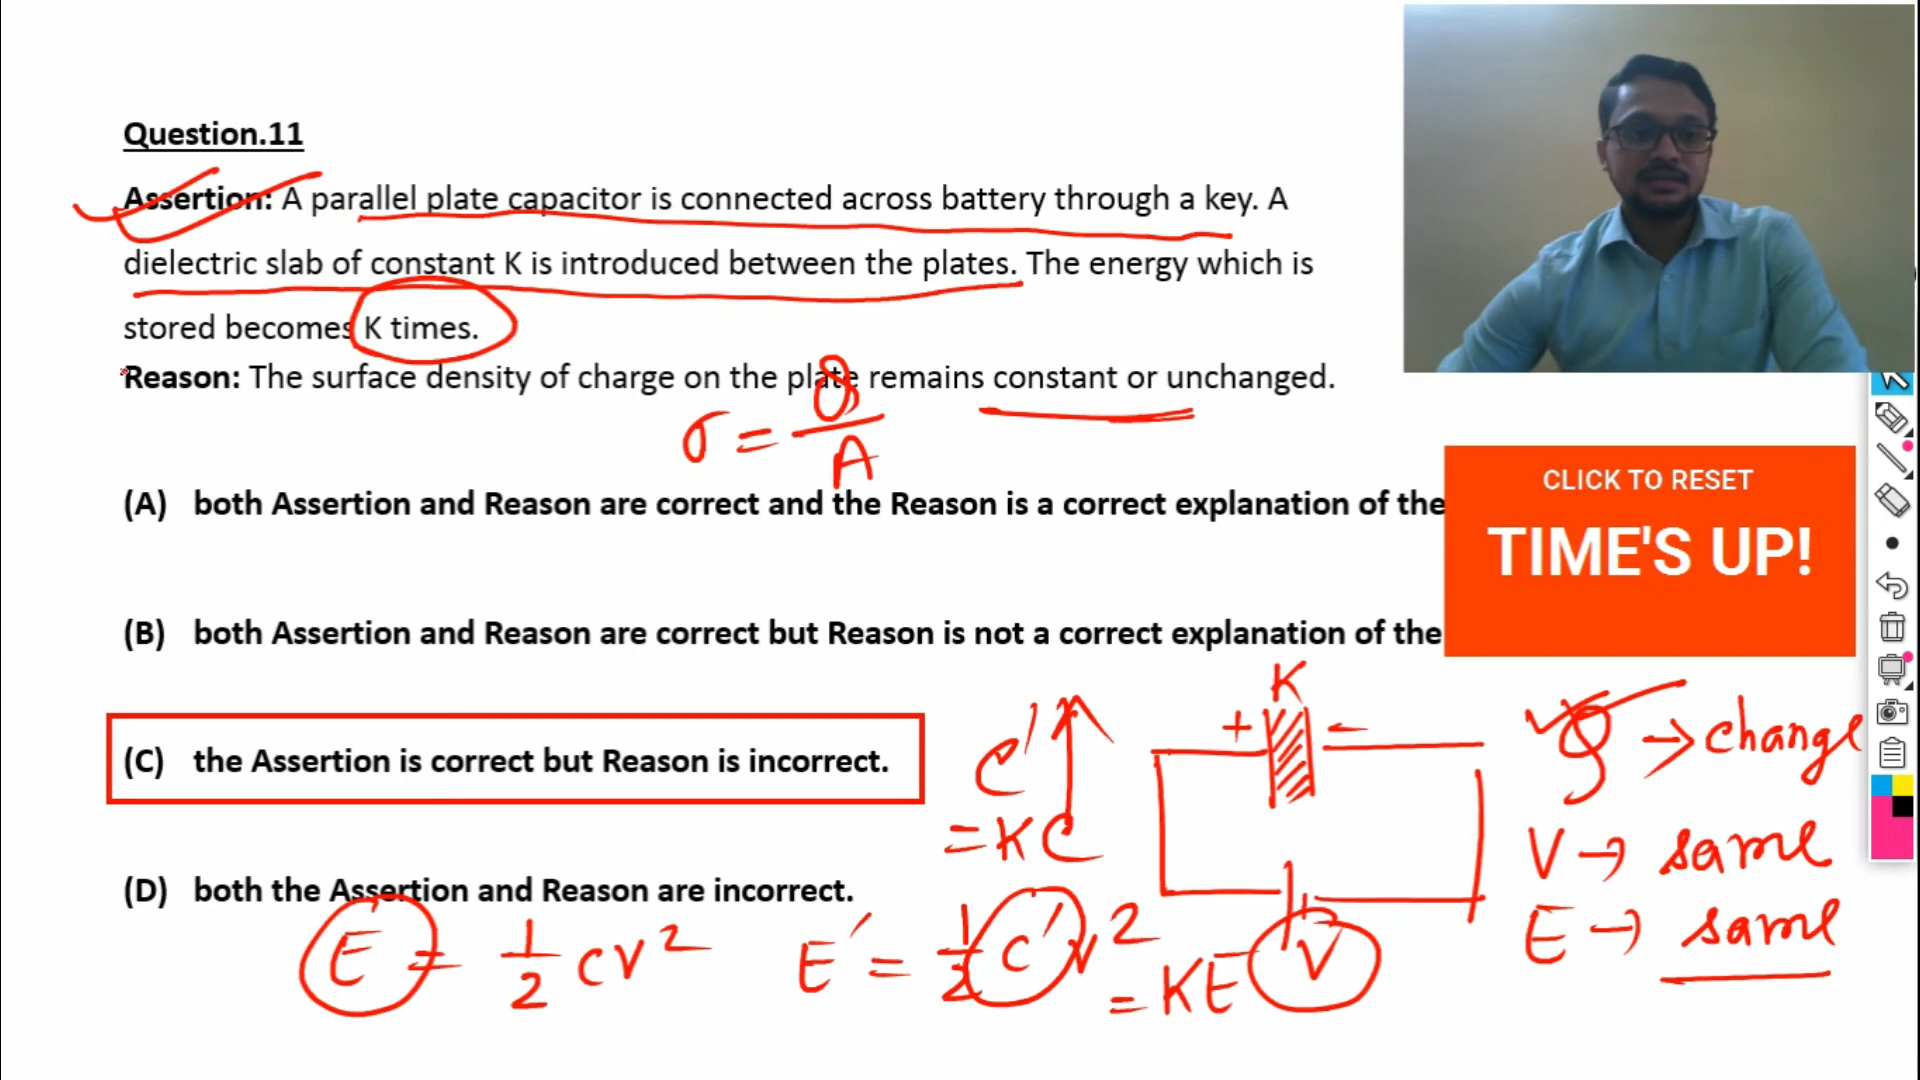 Question.11
Assertion: A parallel plate capacitor is connected across battery through a key. A
dielectric slab of constant K is introduced between the plates. The energy which is
stored becomes K times.
Reason: The surface density of charge on the plate remains constant or unchanged.
σ = Q/A
(A) both Assertion and Reason are correct and the Reason is a correct explanation of the
CLICK TO RESET
TIME'S UP!
(B) both Assertion and Reason are correct but Reason is not a correct explanation of the
(C) the Assertion is correct but Reason is incorrect.
C'
= KC
K
+ −
V
Q → change
V → same
E → same
(D) both the Assertion and Reason are incorrect.
E = 1/2 CV²
E' = 1/2 C'V²
= KE